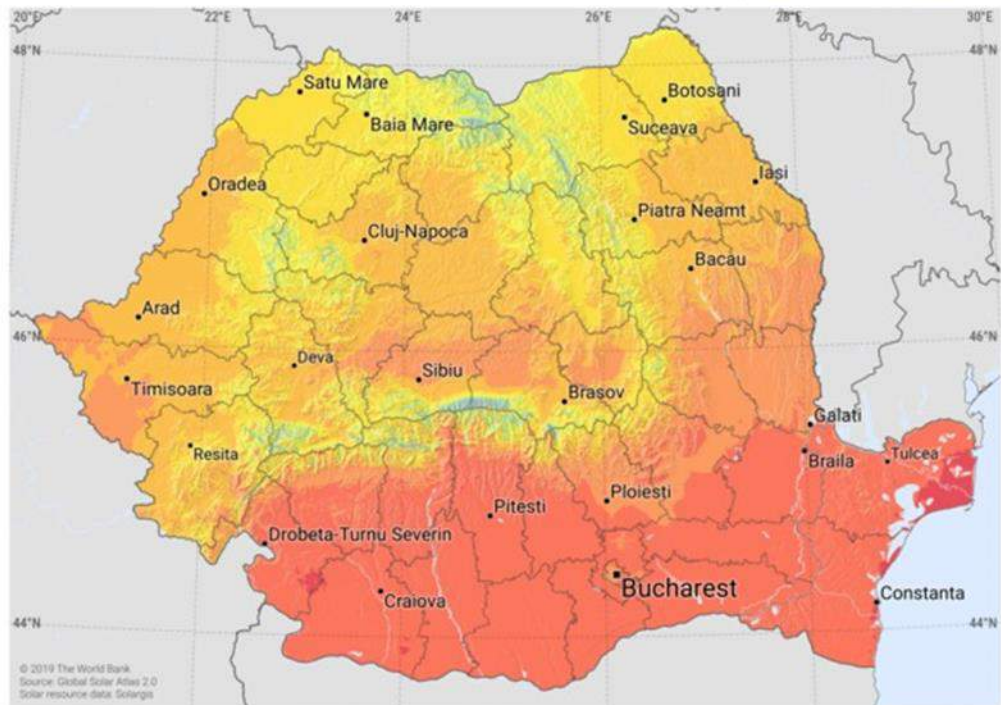 22°E 24°E 26°E 28°E 30°E
48°N 48°N
Satu Mare
Botosani
Baia Mare
Suceava
Iași
Oradea
Piatra Neamt
Cluj-Napoca
Bacau
Arad
46°N 46°N
Deva
Sibiu
Timisoara
Brasov
Galati
Resita
Braila
Tulcea
Ploiesti
Pitesti
Drobeta-Turnu Severin
Bucharest
Craiova
Constanta
44°N 44°N
© 2019 The World Bank
Source: Global Solar Atlas 2.0
Solar resource data: Solargis